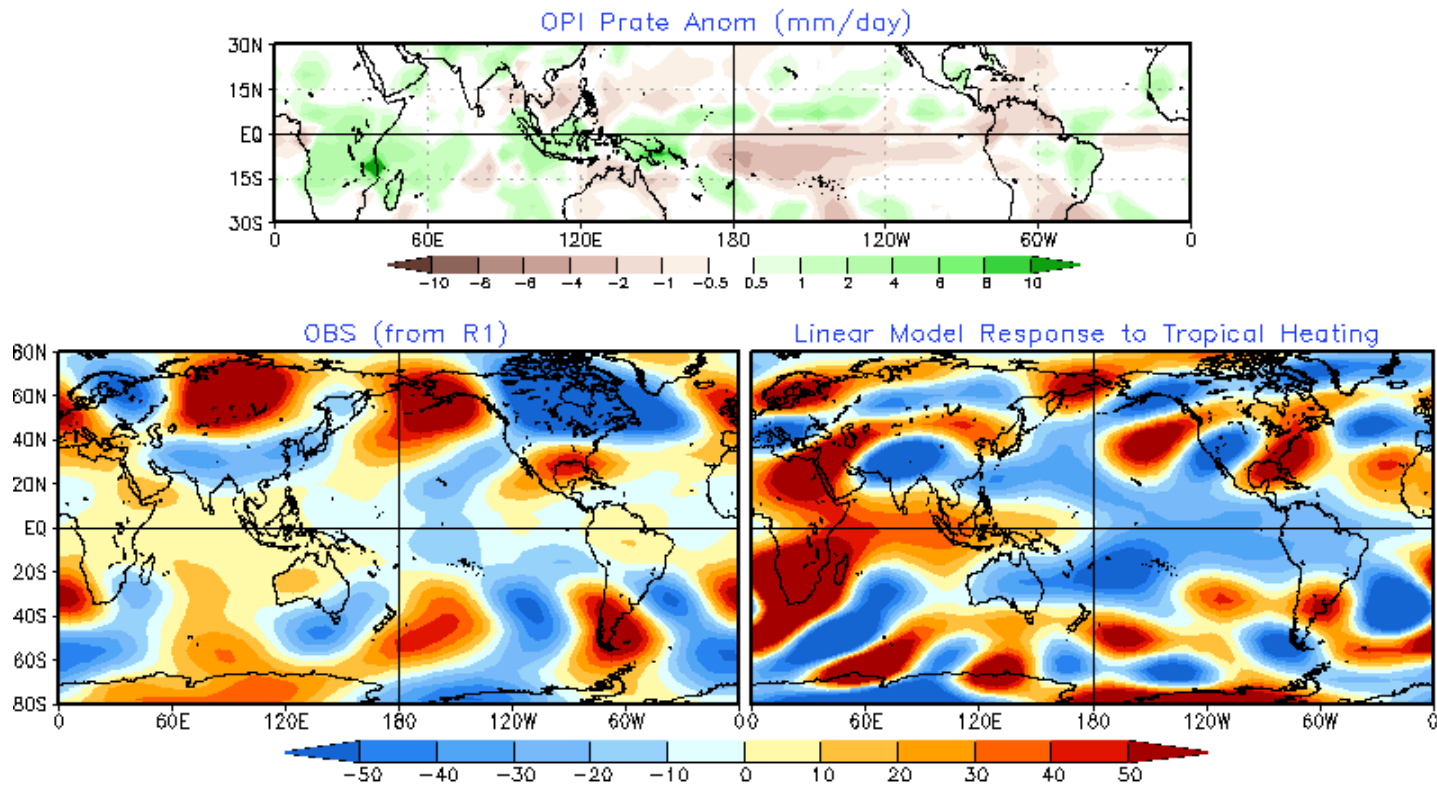 OPI Prate Anom (mm/day)
30N
15N
EQ
15S
30S
0 60E 120E 180 120W 60W 0
-10 -8 -6 -4 -2 -1 -0.5 0.5 1 2 4 6 8 10
OBS (from R1) Linear Model Response to Tropical Heating
60N
60N
40N
20N
EQ
20S
40S
60S
80S
0 60E 120E 180 120W 60W 0 0 60E 120E 180 120W 60W 0
-50 -40 -30 -20 -10 0 10 20 30 40 50